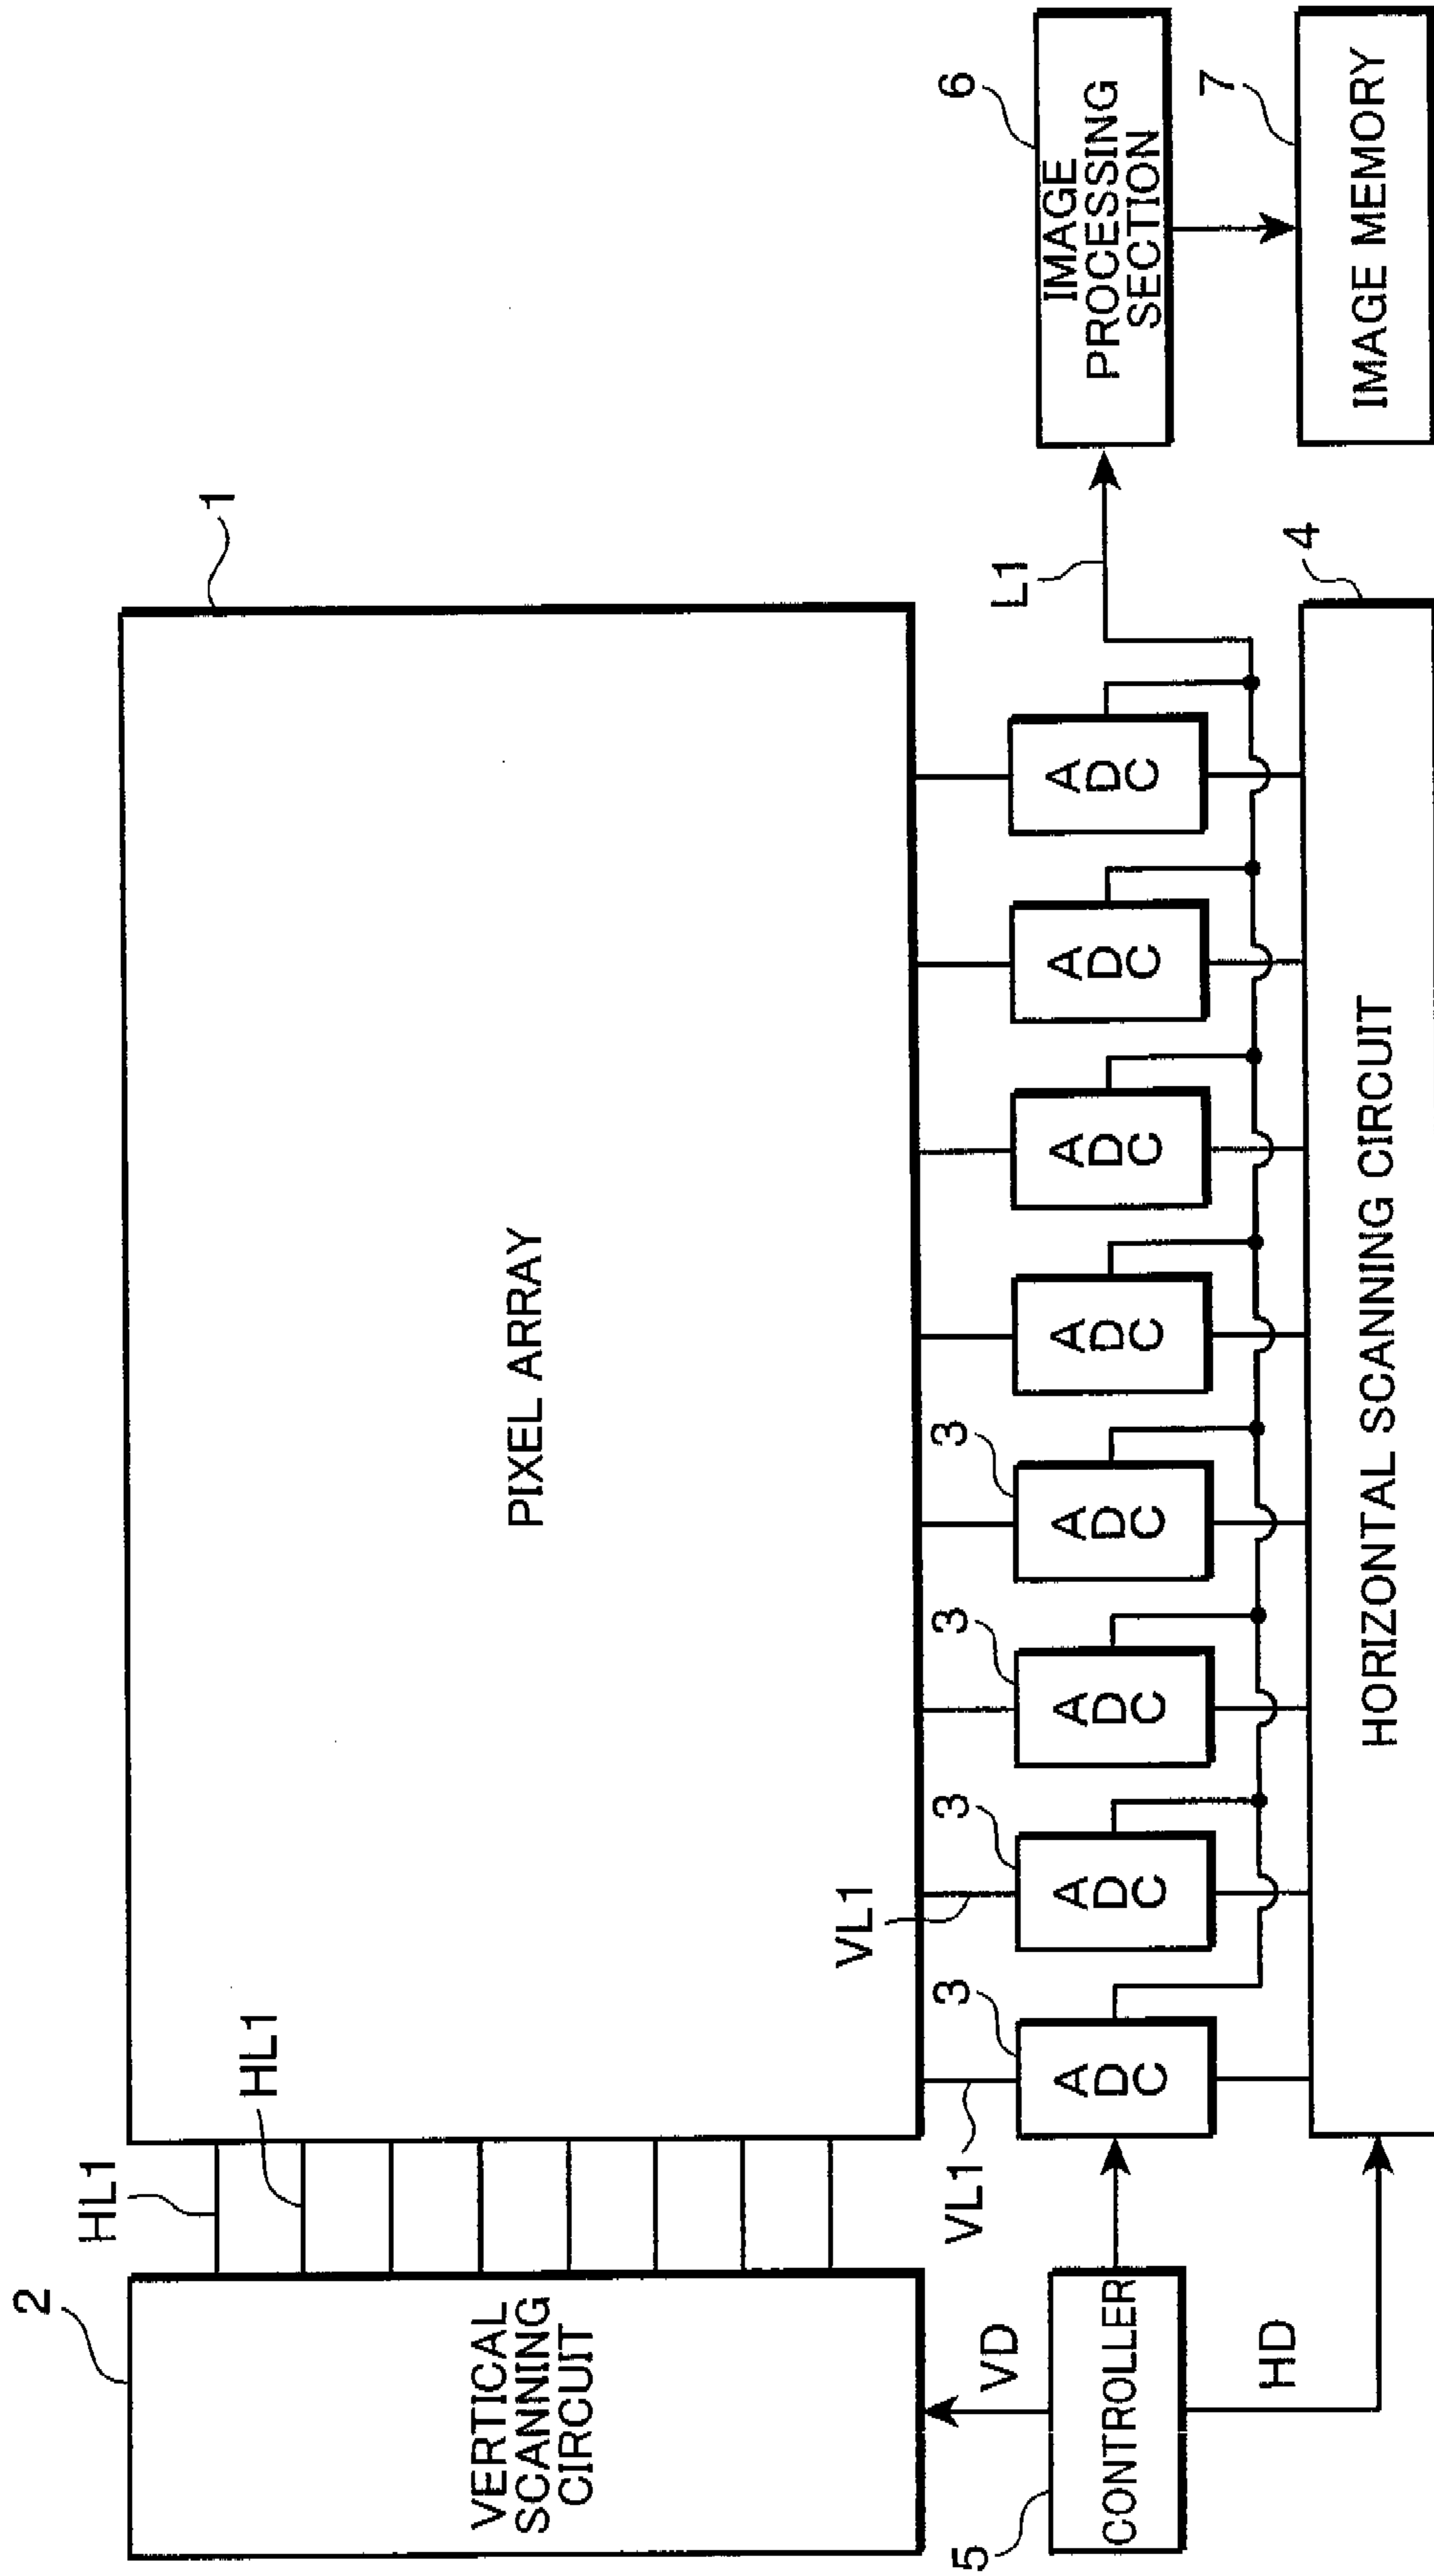 2
VERTICAL
SCANNING
CIRCUIT
HL1
HL1
PIXEL ARRAY
1
VD
5
CONTROLLER
HD
VL1
VL1
3
3
3
3
ADC
ADC
ADC
ADC
ADC
ADC
ADC
ADC
HORIZONTAL SCANNING CIRCUIT
4
L1
6
IMAGE
PROCESSING
SECTION
7
IMAGE MEMORY